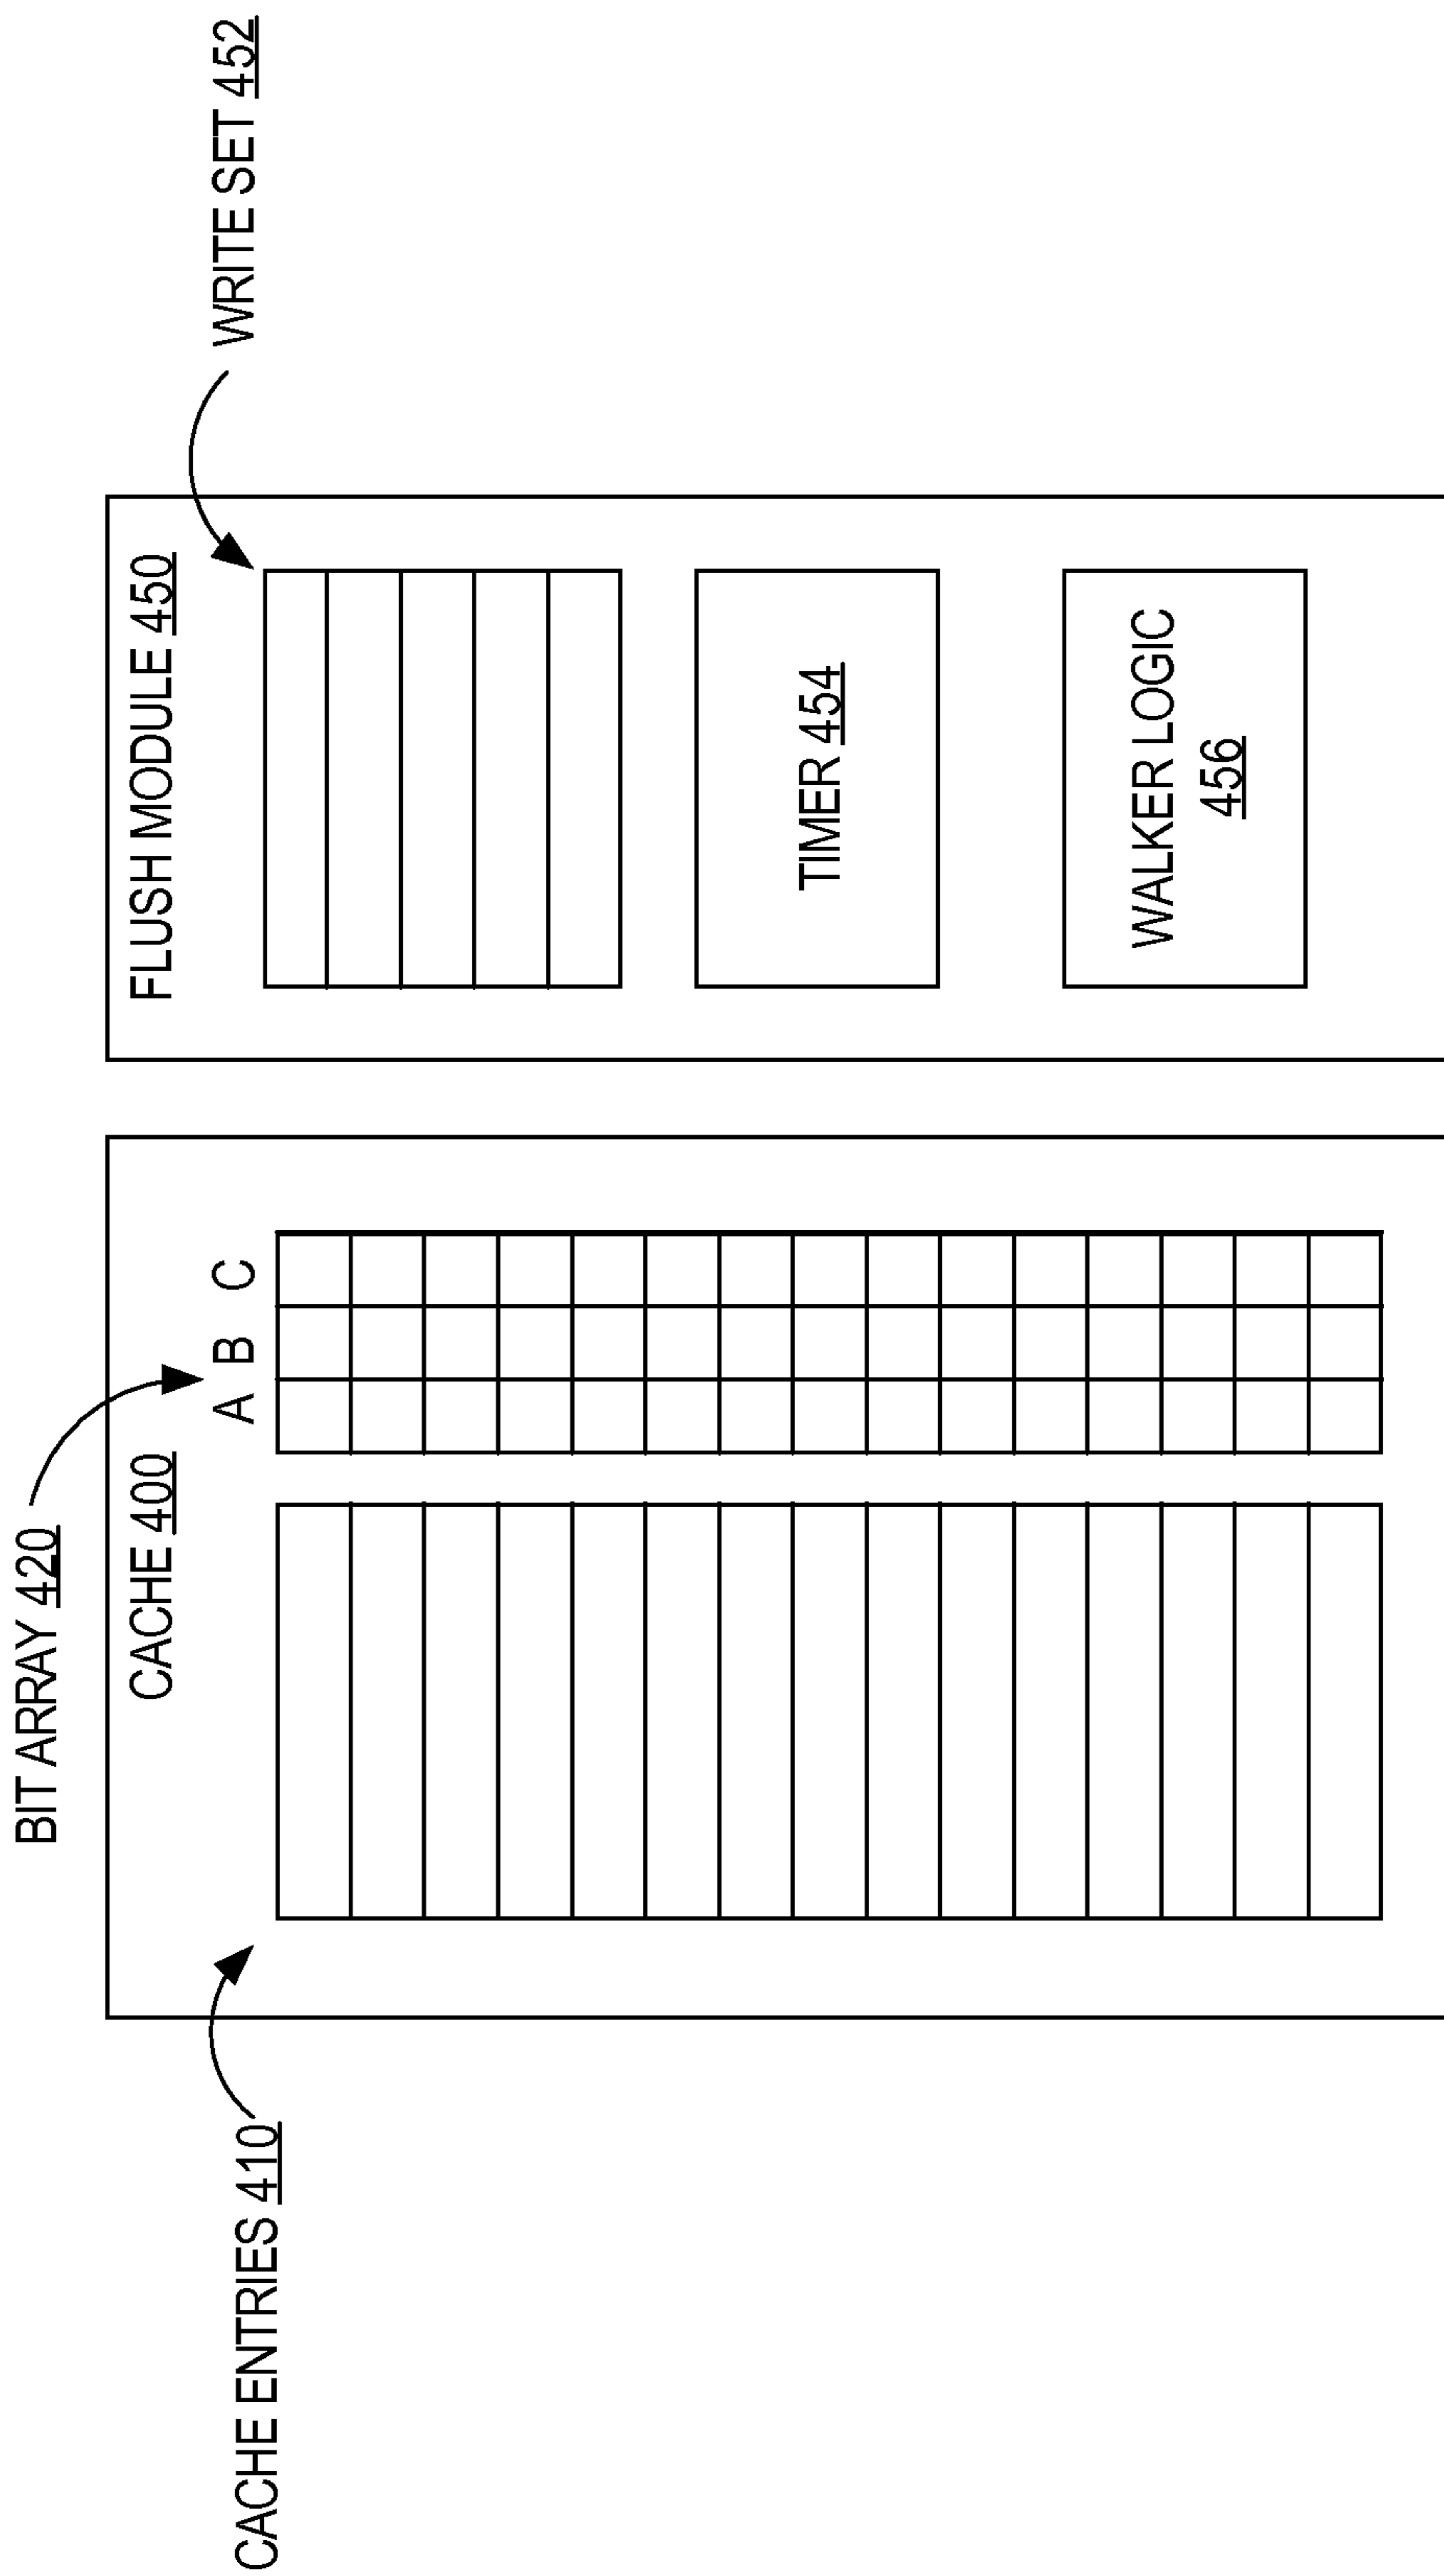 BIT ARRAY 420
CACHE 400
FLUSH MODULE 450
CACHE ENTRIES 410
A B C
WRITE SET 452
TIMER 454
WALKER LOGIC
456